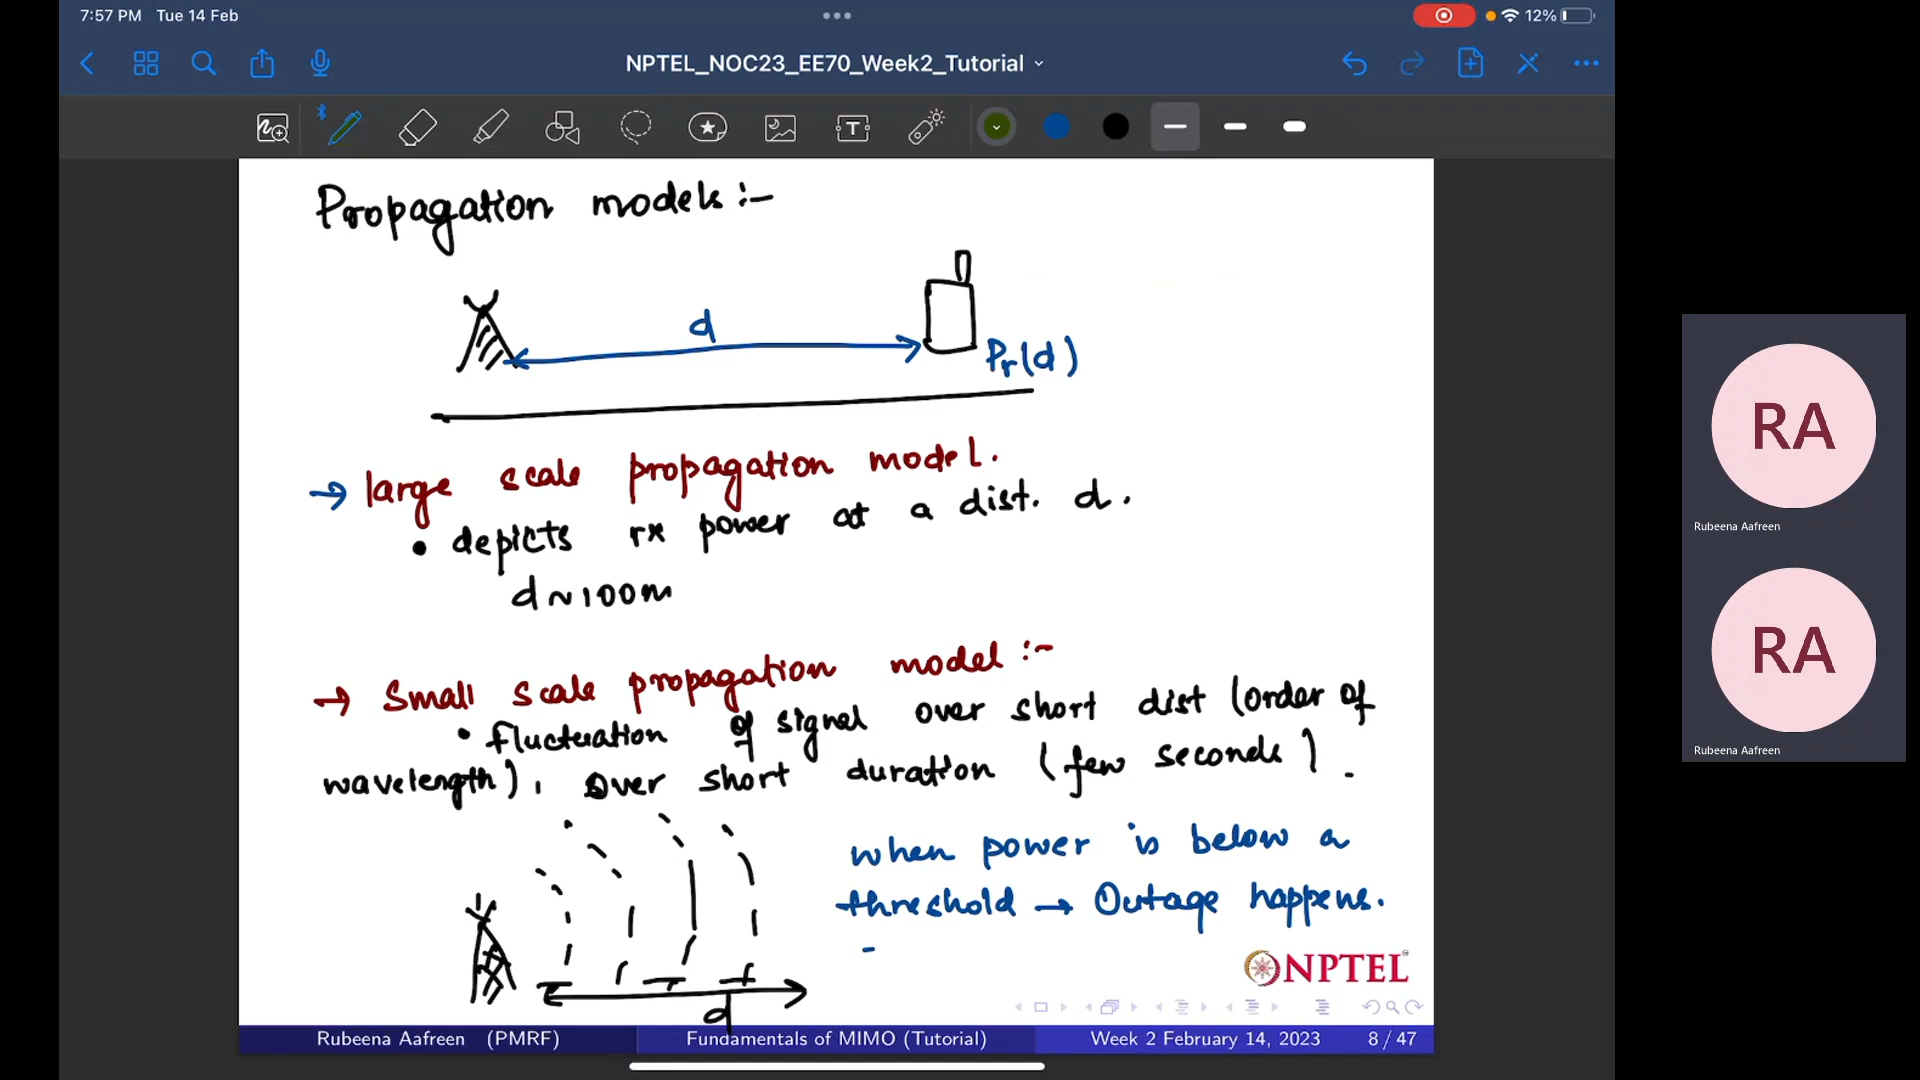 7:57 PM Tue 14 Feb
12%
NPTEL_NOC23_EE70_Week2_Tutorial
Propagation models :-
d
Pr(d)
→ large scale propagation model.
• depicts rx power at a dist. d.
d ~ 100m
→ Small scale propagation model :-
• fluctuation of signal over short dist (order of
wavelength), over short duration (few seconds).
when power is below a
threshold → Outage happens.
d
NPTEL
Rubeena Aafreen (PMRF)
Fundamentals of MIMO (Tutorial)
Week 2 February 14, 2023
8 / 47
RA
Rubeena Aafreen
RA
Rubeena Aafreen